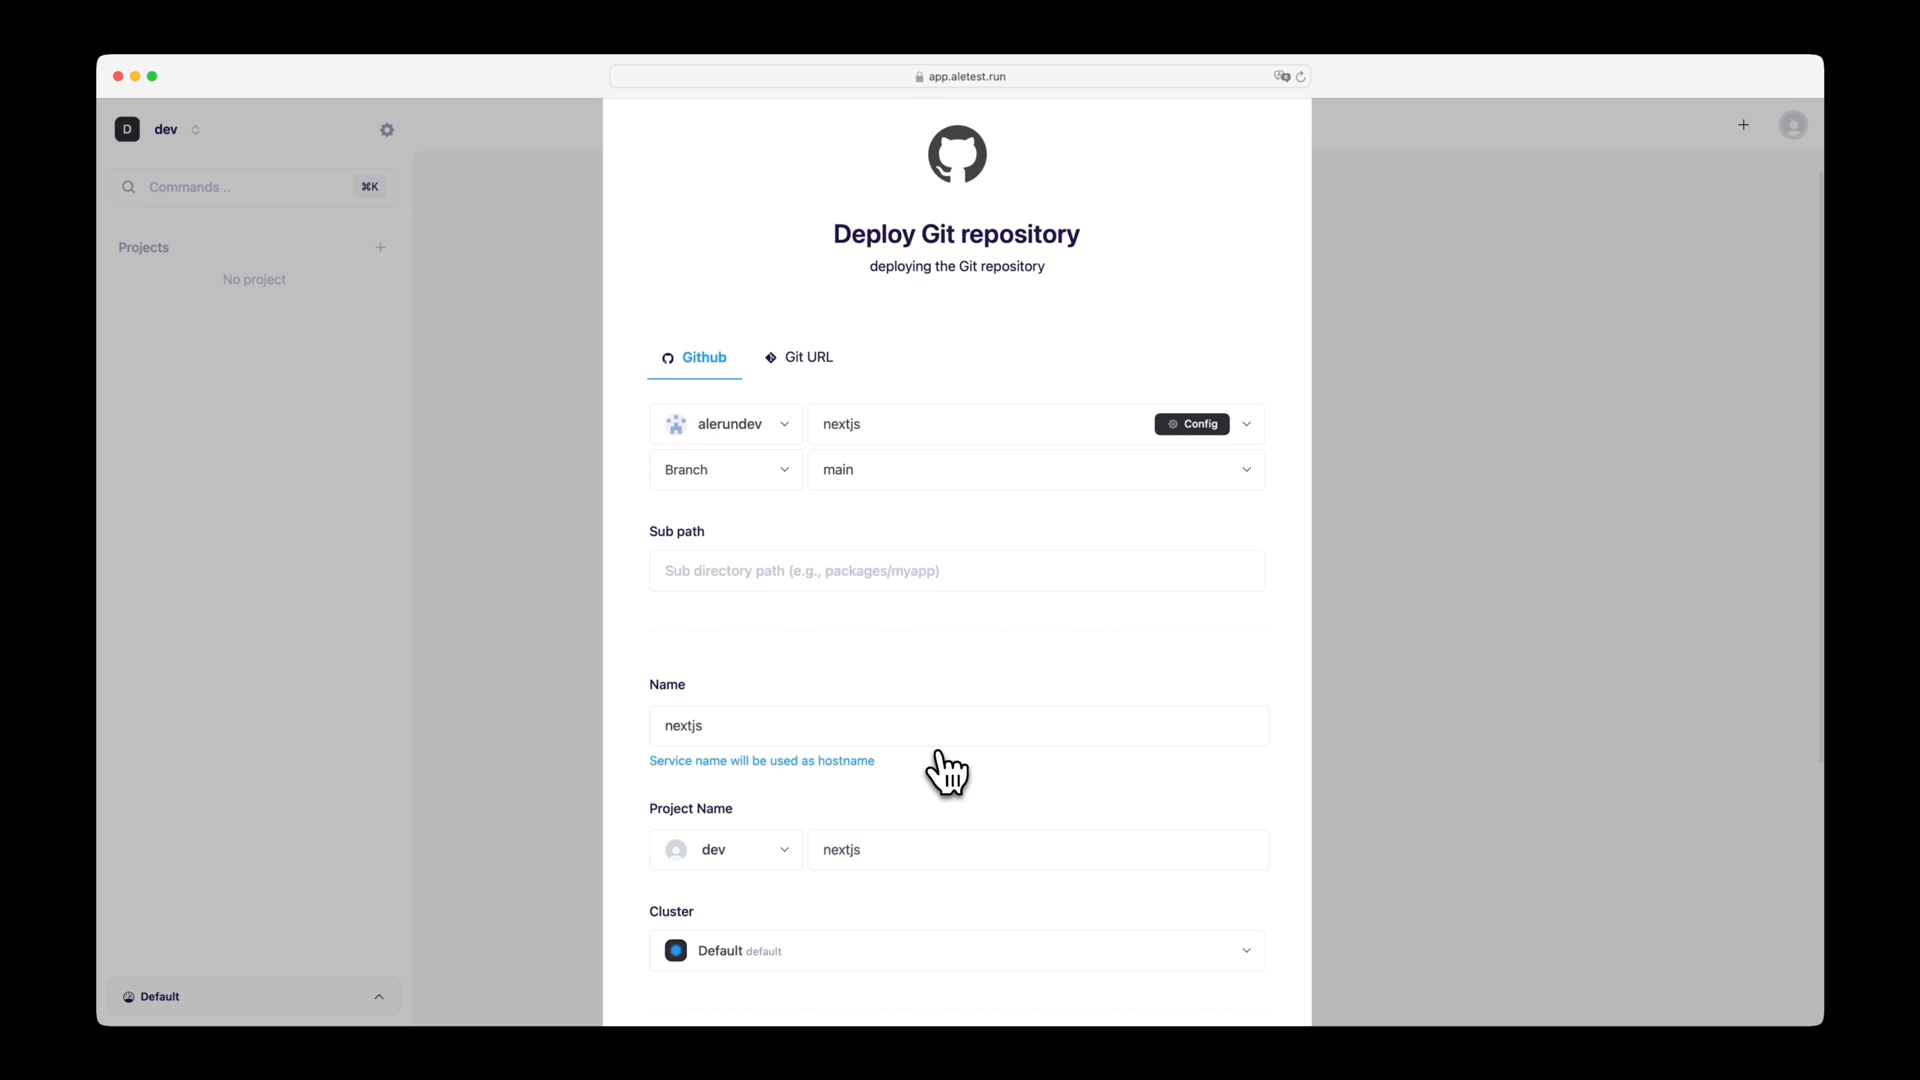 app.aletest.run
D dev
Commands .. ⌘K
Projects
No project
Deploy Git repository
deploying the Git repository
Github Git URL
alerundev nextjs Config
Branch main
Sub path
Sub directory path (e.g., packages/myapp)
Name
nextjs
Service name will be used as hostname
Project Name
dev nextjs
Cluster
Default default
Default